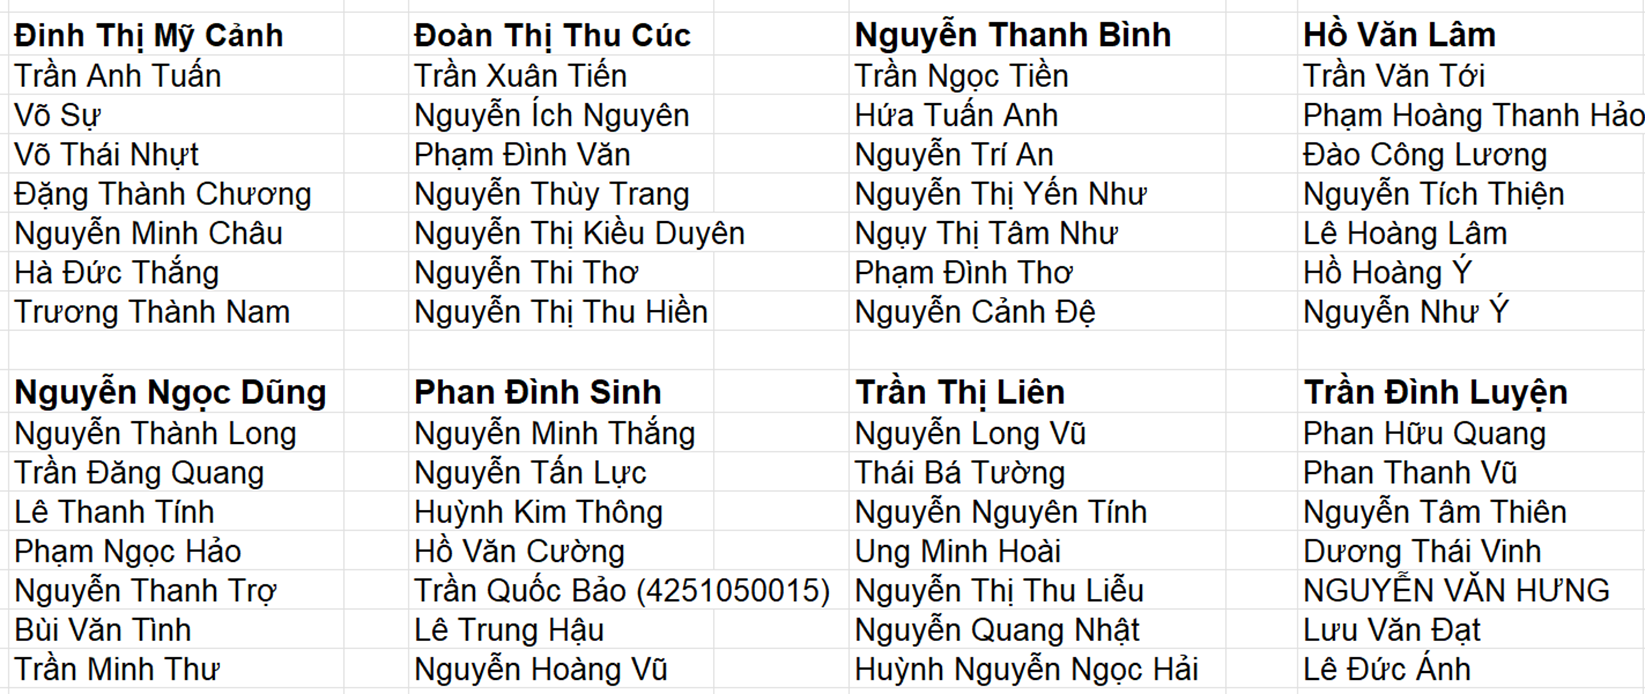 Đinh Thị Mỹ Cảnh Đoàn Thị Thu Cúc Nguyễn Thanh Bình Hồ Văn Lâm
Trần Anh Tuấn Trần Xuân Tiến Trần Ngọc Tiền Trần Văn Tới
Võ Sự Nguyễn Ích Nguyên Hứa Tuấn Anh Phạm Hoàng Thanh Hảo
Võ Thái Nhựt Phạm Đình Văn Nguyễn Trí An Đào Công Lương
Đặng Thành Chương Nguyễn Thùy Trang Nguyễn Thị Yến Như Nguyễn Tích Thiện
Nguyễn Minh Châu Nguyễn Thị Kiều Duyên Ngụy Thị Tâm Như Lê Hoàng Lâm
Hà Đức Thắng Nguyễn Thi Thơ Phạm Đình Thơ Hồ Hoàng Ý
Trương Thành Nam Nguyễn Thị Thu Hiền Nguyễn Cảnh Đệ Nguyễn Như Ý
Nguyễn Ngọc Dũng Phan Đình Sinh Trần Thị Liên Trần Đình Luyện
Nguyễn Thành Long Nguyễn Minh Thắng Nguyễn Long Vũ Phan Hữu Quang
Trần Đăng Quang Nguyễn Tấn Lực Thái Bá Tường Phan Thanh Vũ
Lê Thanh Tính Huỳnh Kim Thông Nguyễn Nguyên Tính Nguyễn Tâm Thiên
Phạm Ngọc Hảo Hồ Văn Cường Ung Minh Hoài Dương Thái Vinh
Nguyễn Thanh Trợ Trần Quốc Bảo (4251050015) Nguyễn Thị Thu Liễu NGUYỄN VĂN HƯNG
Bùi Văn Tình Lê Trung Hậu Nguyễn Quang Nhật Lưu Văn Đạt
Trần Minh Thư Nguyễn Hoàng Vũ Huỳnh Nguyễn Ngọc Hải Lê Đức Ánh